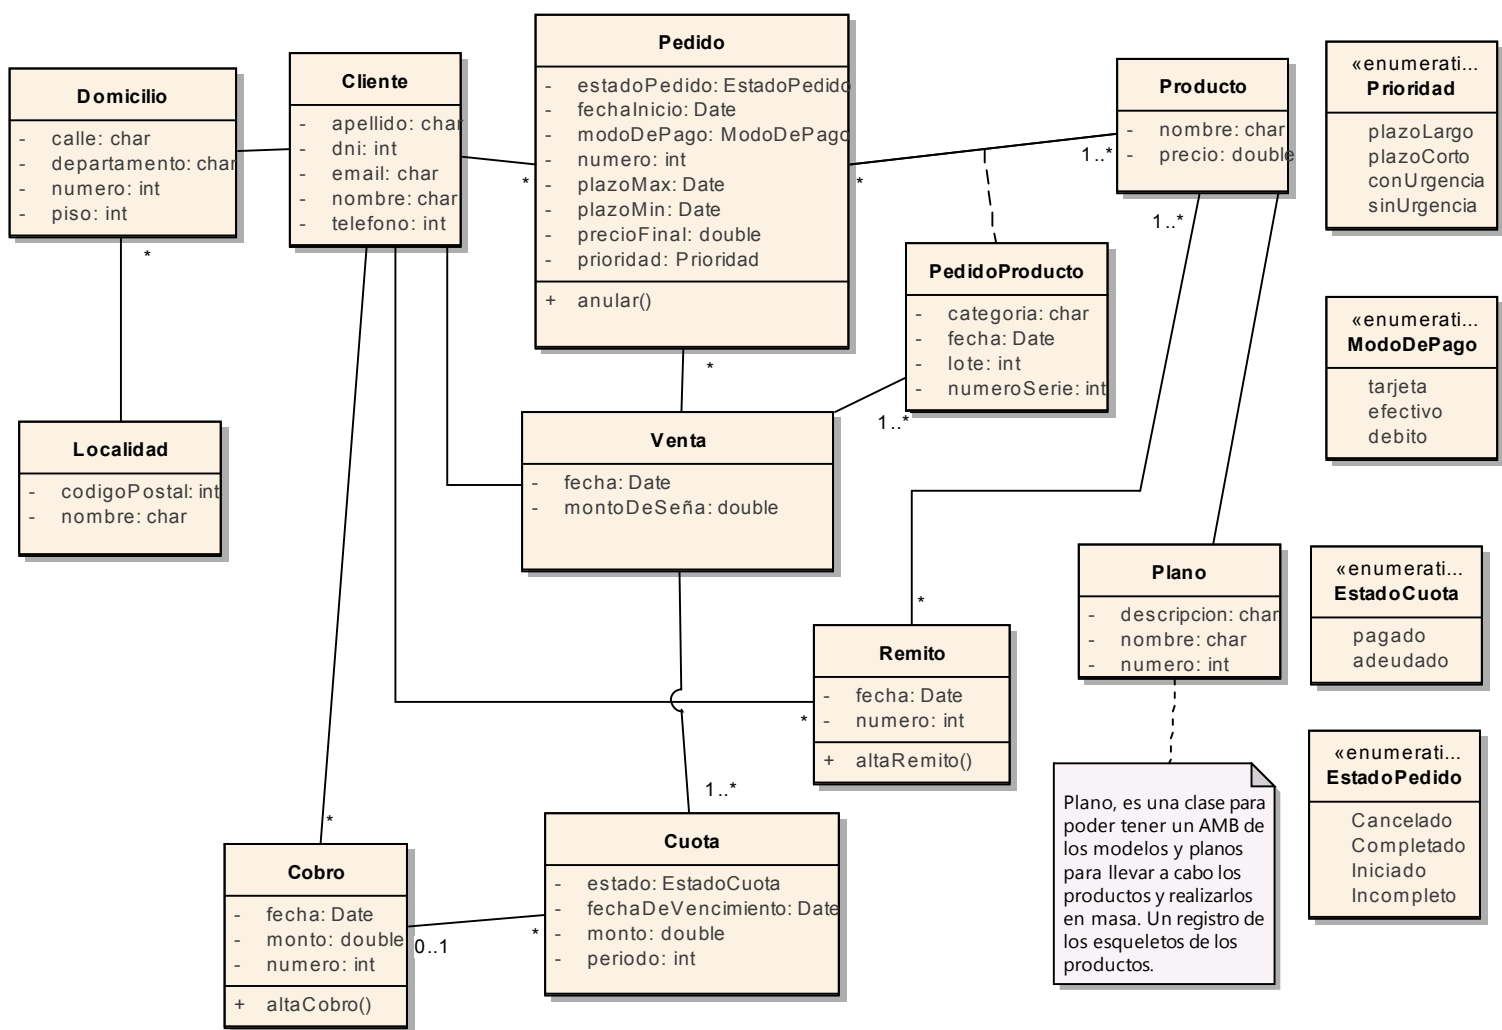 Domicilio
- calle: char
- departamento: char
- numero: int
- piso: int
*
Cliente
- apellido: char
- dni: int
- email: char
- nombre: char
- telefono: int
*
Pedido
- estadoPedido: EstadoPedido
- fechaInicio: Date
- modoDePago: ModoDePago
- numero: int
- plazoMax: Date
- plazoMin: Date
- precioFinal: double
- prioridad: Prioridad
+ anular()
*
*
1..*
Producto
- nombre: char
- precio: double
1..*
«enumerati...
Prioridad
plazoLargo
plazoCorto
conUrgencia
sinUrgencia
PedidoProducto
- categoria: char
- fecha: Date
- lote: int
- numeroSerie: int
1..*
«enumerati...
ModoDePago
tarjeta
efectivo
debito
Localidad
- codigoPostal: int
- nombre: char
Venta
- fecha: Date
- montoDeSeña: double
Plano
- descripcion: char
- nombre: char
- numero: int
«enumerati...
EstadoCuota
pagado
adeudado
*
Remito
- fecha: Date
- numero: int
+ altaRemito()
*
«enumerati...
EstadoPedido
Cancelado
Completado
Iniciado
Incompleto
Plano, es una clase para
poder tener un AMB de
los modelos y planos
para llevar a cabo los
productos y realizarlos
en masa. Un registro de
los esqueletos de los
productos.
1..*
Cuota
- estado: EstadoCuota
- fechaDeVencimiento: Date
- monto: double
- periodo: int
*
*
Cobro
- fecha: Date
- monto: double
- numero: int
+ altaCobro()
0..1